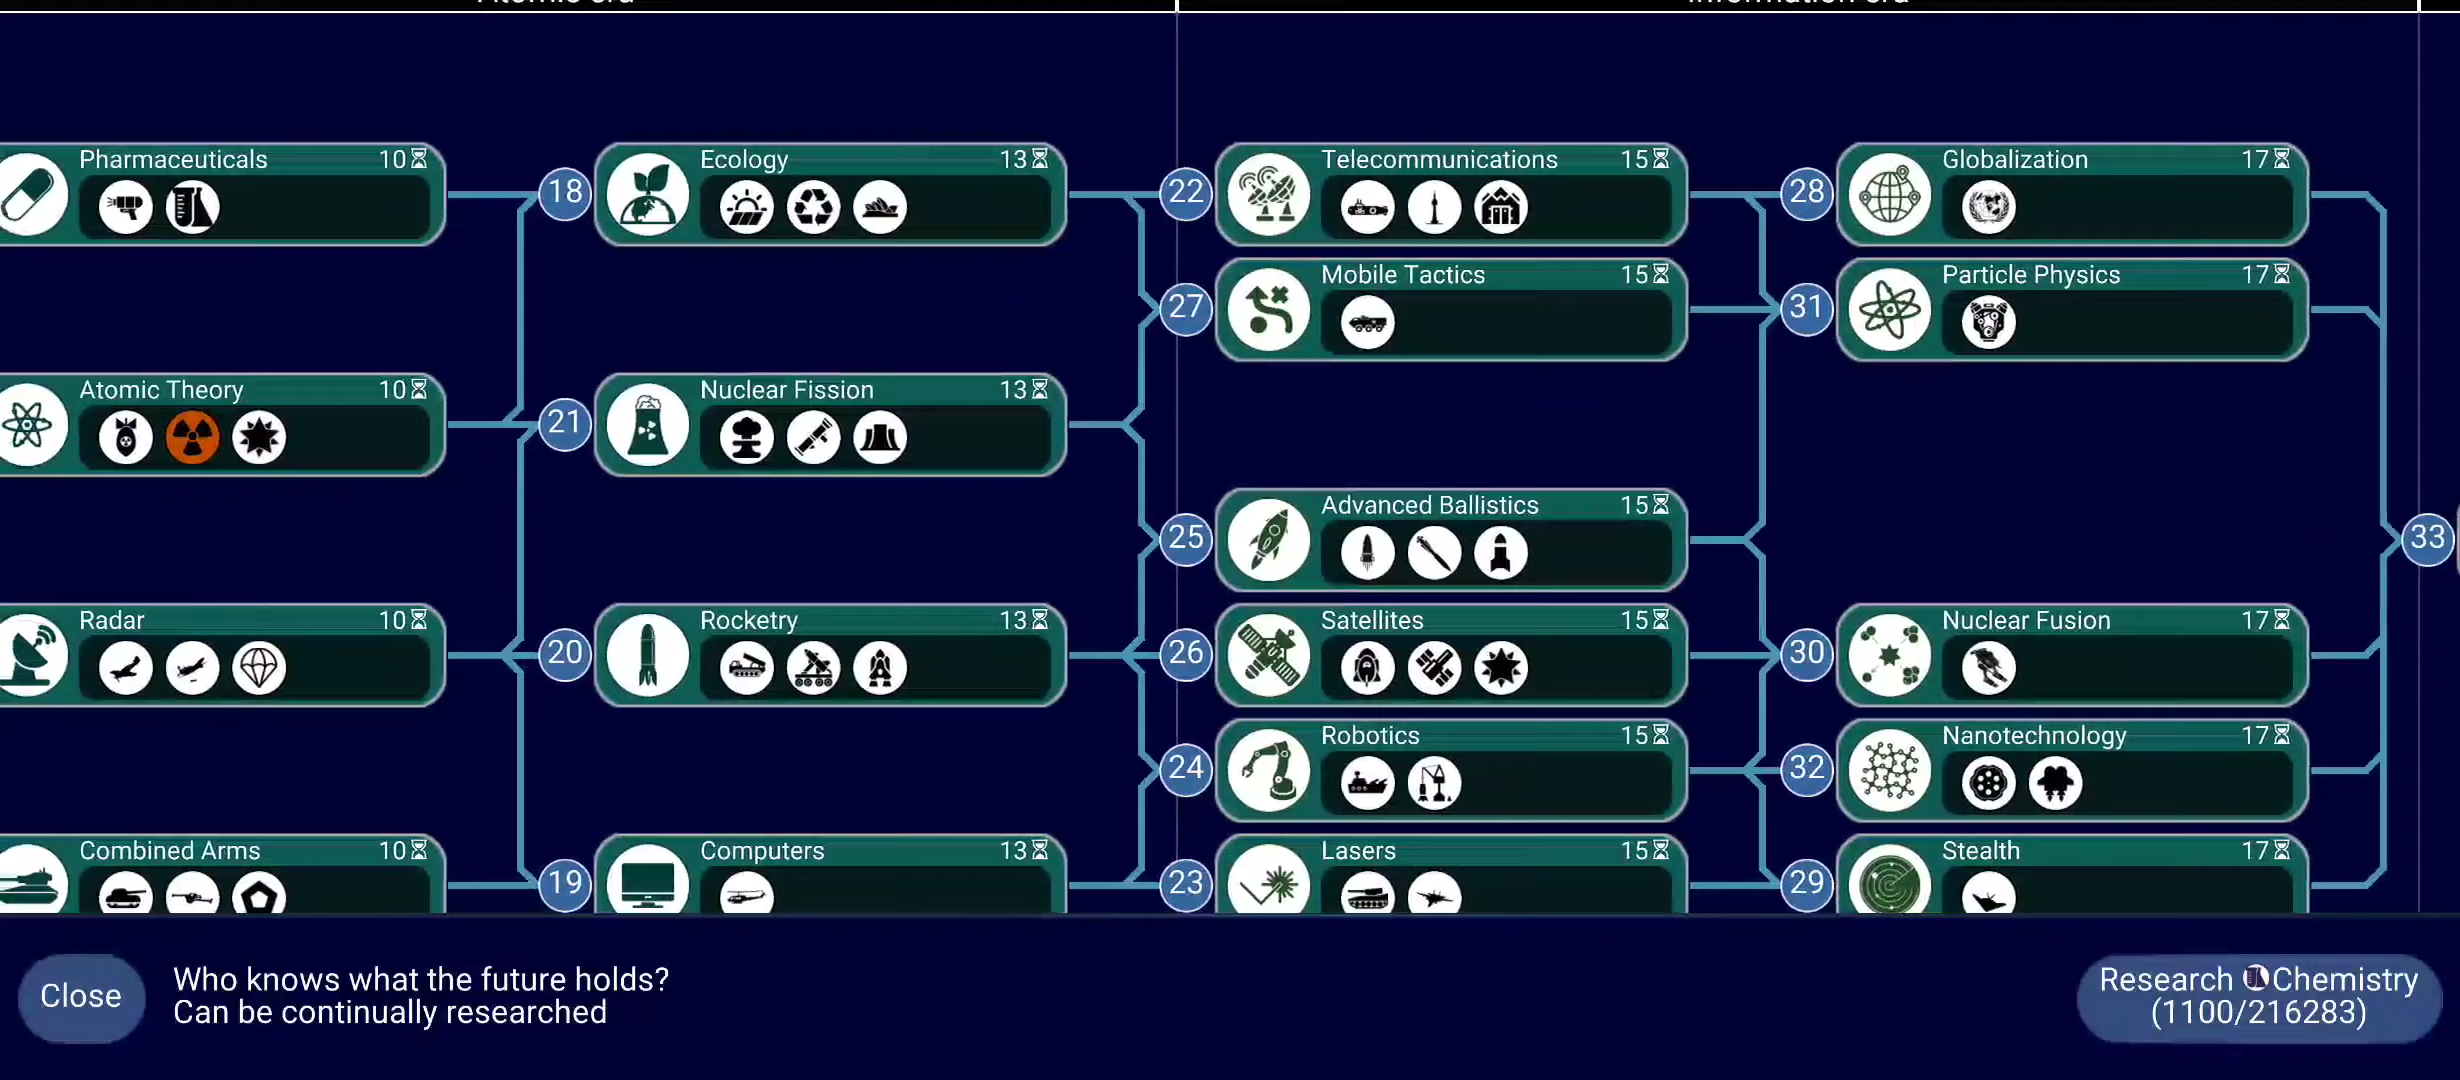 Atomic era
Information era
Pharmaceuticals 10
18
Ecology 13
22
Telecommunications 15
28
Globalization 17
27
Mobile Tactics 15
31
Particle Physics 17
Atomic Theory 10
21
Nuclear Fission 13
25
Advanced Ballistics 15
33
Radar 10
20
Rocketry 13
26
Satellites 15
30
Nuclear Fusion 17
24
Robotics 15
32
Nanotechnology 17
Combined Arms 10
19
Computers 13
23
Lasers 15
29
Stealth 17
Close
Who knows what the future holds?
Can be continually researched
Research Chemistry
(1100/216283)